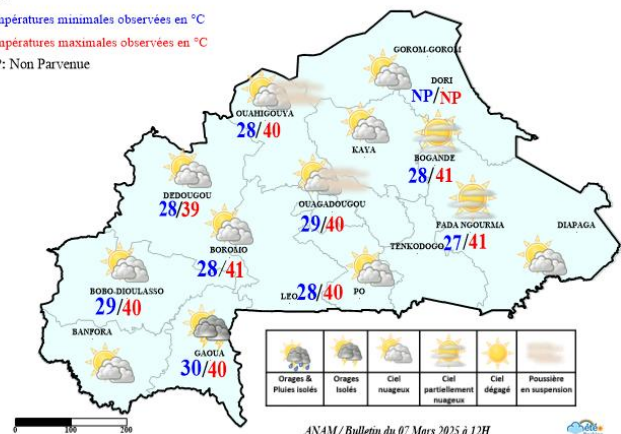 mpératures minimales observées en °C
mpératures maximales observées en °C
P: Non Parvenue
GOROM-GOROM
DORI
NP/NP
OUAHIGOUYA
28/40
KAYA
BOGANDE
28/41
DEDOUGOU
28/39
OUAGADOUGOU
29/40
FADA NGOURMA
27/41
DIAPAGA
TENKODOGO
BOROMO
28/41
BOBO-DIOULASSO
29/40
LEO
28/40
PO
BANFORA
GAOUA
30/40
Orages & Pluies isolés
Orages Isolés
Ciel nuageux
Ciel partiellement nuageux
Ciel dégagé
Poussière en suspension
0 100 200
ANAM / Bulletin du 07 Mars 2025 à 12H